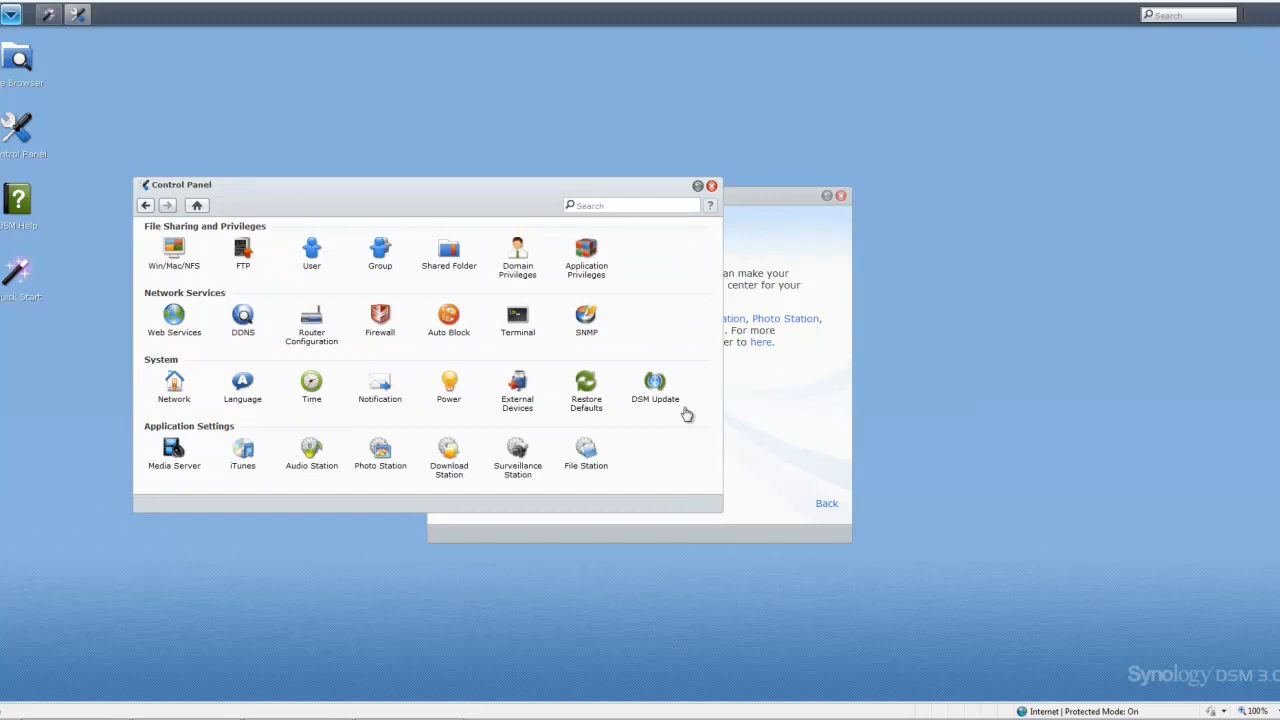 Search
e Browser
ntrol Panel
DSM Help
uick Start
Control Panel
Search
File Sharing and Privileges
Win/Mac/NFS
FTP
User
Group
Shared Folder
Domain
Privileges
Application
Privileges
Network Services
Web Services
DDNS
Router
Configuration
Firewall
Auto Block
Terminal
SNMP
System
Network
Language
Time
Notification
Power
External
Devices
Restore
Defaults
DSM Update
Application Settings
Media Server
iTunes
Audio Station
Photo Station
Download
Station
Surveillance
Station
File Station
an make your
center for your
ation, Photo Station,
. For more
er to here.
Back
Synology DSM 3.0
Internet | Protected Mode: On
100%